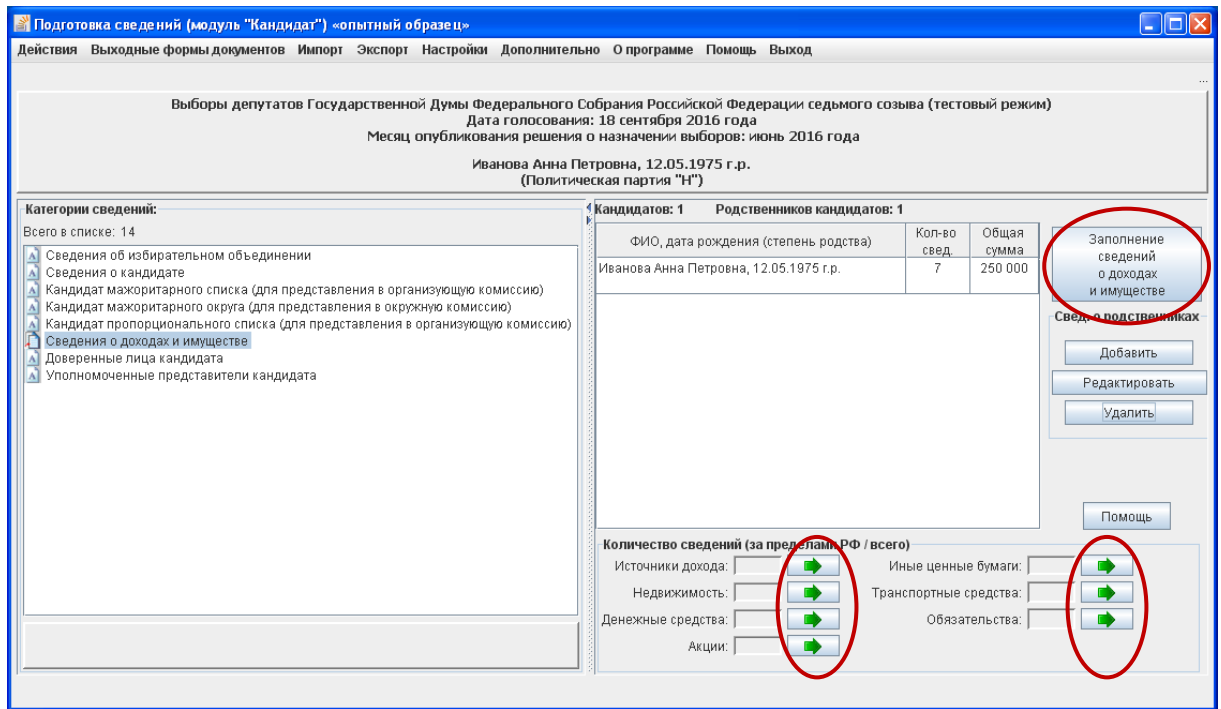 Подготовка сведений (модуль "Кандидат") «опытный образец»
Действия Выходные формы документов Импорт Экспорт Настройки Дополнительно О программе Помощь Выход
...
Выборы депутатов Государственной Думы Федерального Собрания Российской Федерации седьмого созыва (тестовый режим)
Дата голосования: 18 сентября 2016 года
Месяц опубликования решения о назначении выборов: июнь 2016 года
Иванова Анна Петровна, 12.05.1975 г.р.
(Политическая партия "Н")
Категории сведений:
Всего в списке: 14
Сведения об избирательном объединении
Сведения о кандидате
Кандидат мажоритарного списка (для представления в организующую комиссию)
Кандидат мажоритарного округа (для представления в окружную комиссию)
Кандидат пропорционального списка (для представления в организующую комиссию)
Сведения о доходах и имуществе
Доверенные лица кандидата
Уполномоченные представители кандидата
Кандидатов: 1 Родственников кандидатов: 1
ФИО, дата рождения (степень родства)
Кол-во
свед.
Общая
сумма
Иванова Анна Петровна, 12.05.1975 г.р. 7 250 000
Заполнение
сведений
о доходах
и имуществе
Свед. о родственниках
Добавить
Редактировать
Удалить
Помощь
Количество сведений (за пределами РФ / всего)
Источники дохода:
Недвижимость:
Денежные средства:
Акции:
Иные ценные бумаги:
Транспортные средства:
Обязательства: